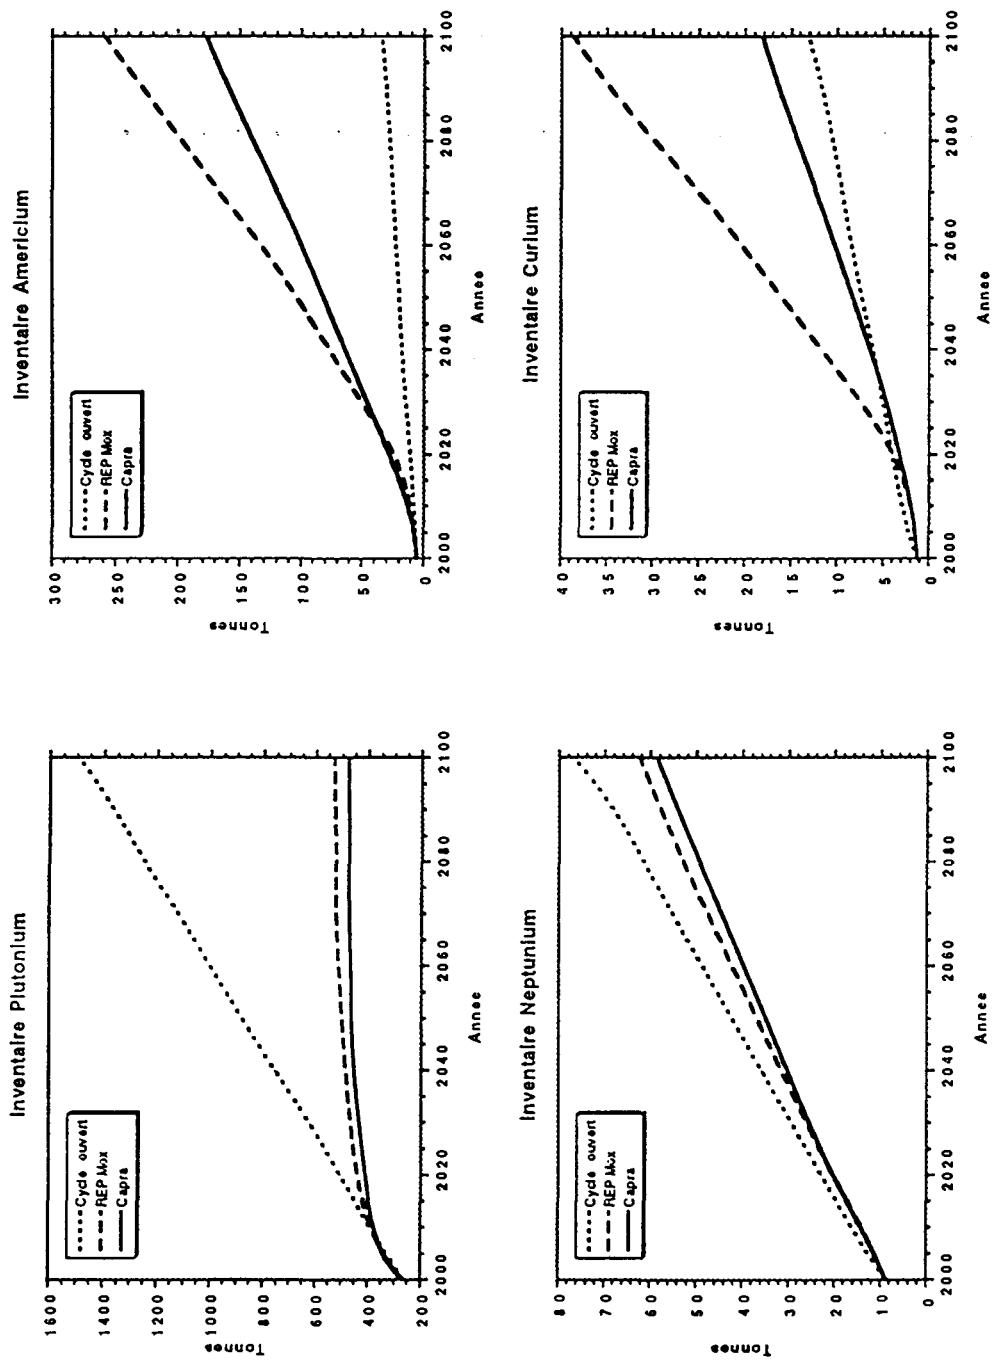 Inventaire Plutonium
1600
1400
1200
1000
800
600
400
200
Tonnes
Cycle ouvert
REP Mox
Capra
2000 2020 2040 2060 2080 2100
Annee
Inventaire Americium
300
250
200
150
100
50
0
Tonnes
Cycle ouvert
REP Mox
Capra
2000 2020 2040 2060 2080 2100
Annee
Inventaire Neptunium
80
70
60
50
40
30
20
10
0
Tonnes
Cycle ouvert
REP Mox
Capra
2000 2020 2040 2060 2080 2100
Annee
Inventaire Curium
40
35
30
25
20
15
10
5
0
Tonnes
Cycle ouvert
REP Mox
Capra
2000 2020 2040 2060 2080 2100
Annee